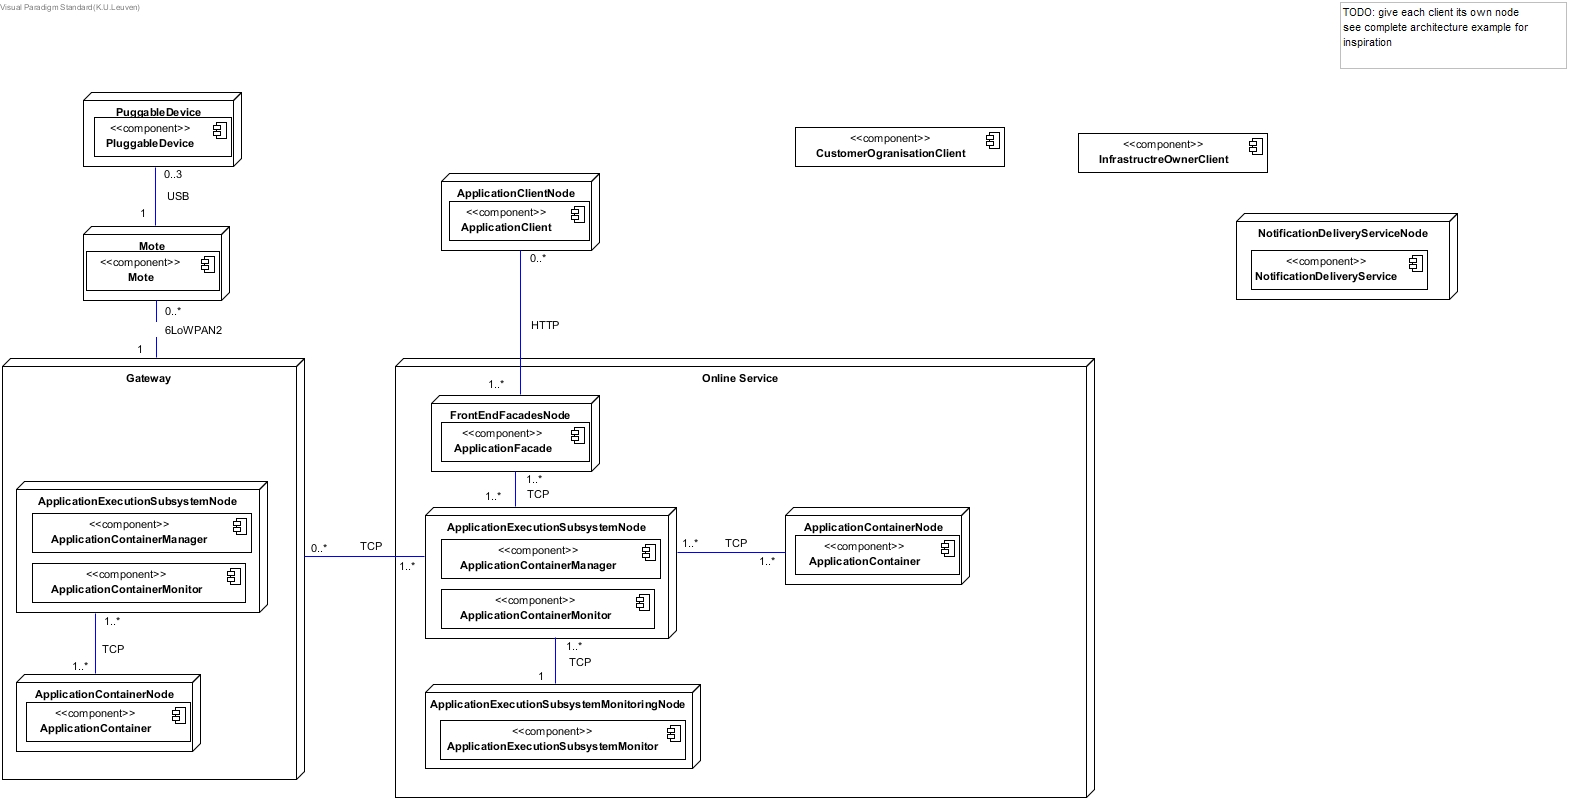 Visual Paradigm Standard(K.U.Leuven)
TODO: give each client its own node
see complete architecture example for
inspiration
PuggableDevice
<<component>>
PluggableDevice
0..3
USB
1
Mote
<<component>>
Mote
0..*
6LoWPAN2
1
ApplicationClientNode
<<component>>
ApplicationClient
0..*
HTTP
1..*
<<component>>
CustomerOgranisationClient
<<component>>
InfrastructreOwnerClient
NotificationDeliveryServiceNode
<<component>>
NotificationDeliveryService
Gateway
ApplicationExecutionSubsystemNode
<<component>>
ApplicationContainerManager
<<component>>
ApplicationContainerMonitor
1..*
TCP
1..*
ApplicationContainerNode
<<component>>
ApplicationContainer
0..*
TCP
1..*
Online Service
FrontEndFacadesNode
<<component>>
ApplicationFacade
1..*
TCP
1..*
ApplicationExecutionSubsystemNode
<<component>>
ApplicationContainerManager
<<component>>
ApplicationContainerMonitor
1..*
TCP
1..*
ApplicationContainerNode
<<component>>
ApplicationContainer
1..*
TCP
1
ApplicationExecutionSubsystemMonitoringNode
<<component>>
ApplicationExecutionSubsystemMonitor